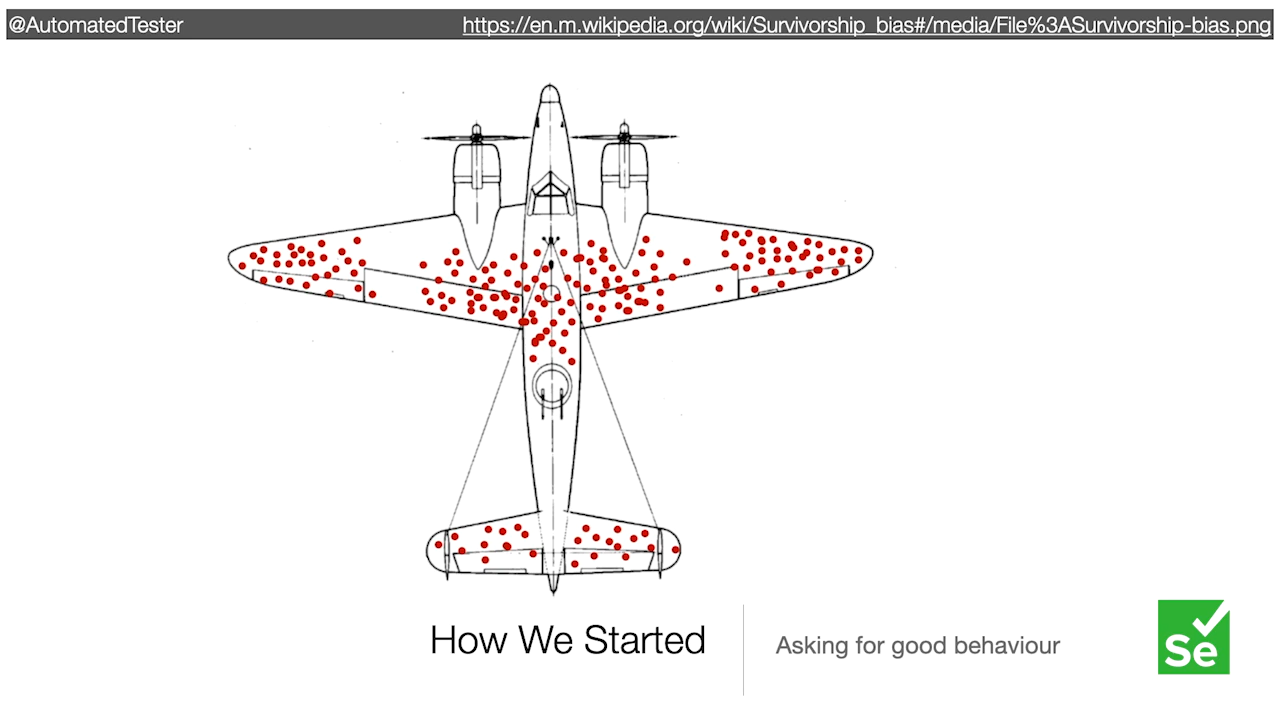 @AutomatedTester
https://en.m.wikipedia.org/wiki/Survivorship_bias#/media/File%3ASurvivorship-bias.png
How We Started
Asking for good behaviour
Se